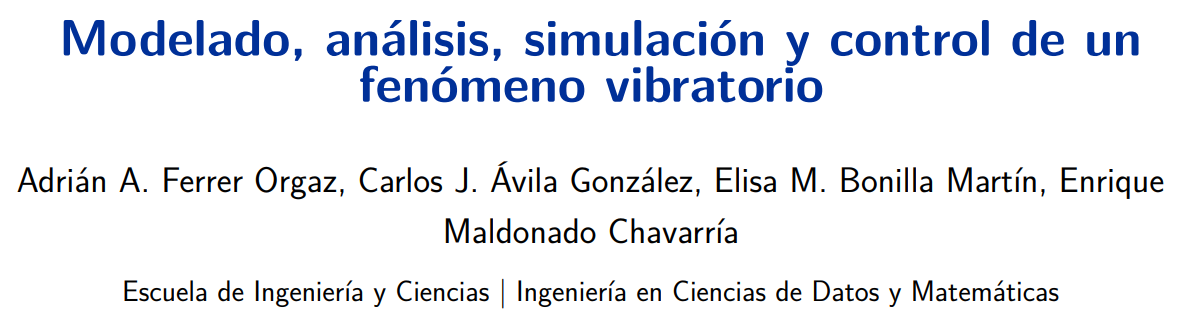 Modelado, análisis, simulación y control de un
fenómeno vibratorio
Adrián A. Ferrer Orgaz, Carlos J. Ávila González, Elisa M. Bonilla Martín, Enrique
Maldonado Chavarría
Escuela de Ingeniería y Ciencias | Ingeniería en Ciencias de Datos y Matemáticas